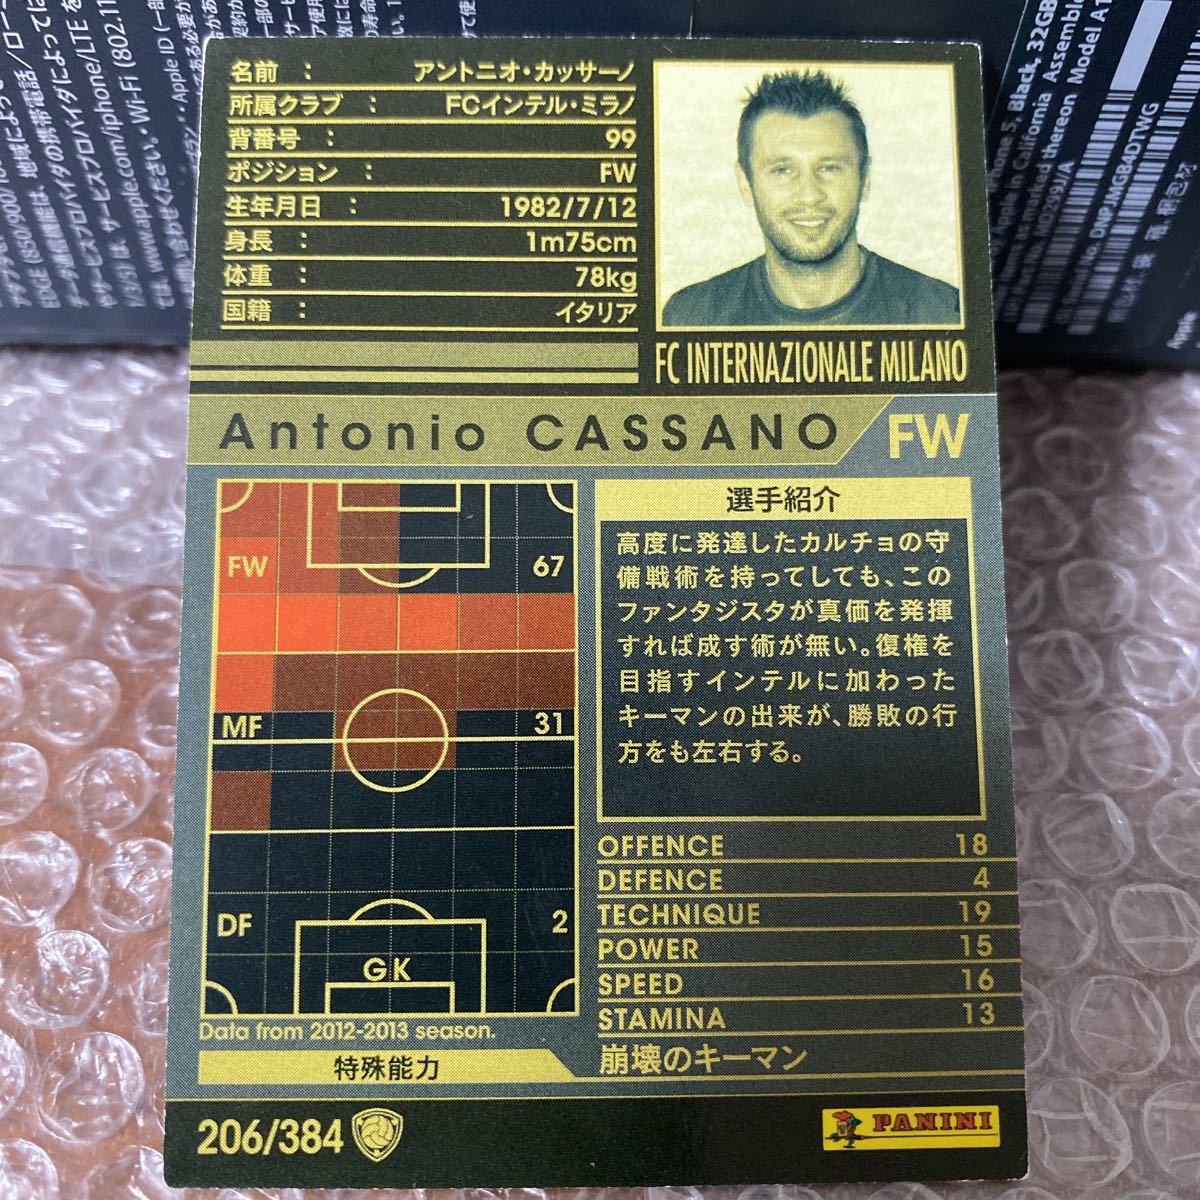 名前 : アントニオ・カッサーノ
所属クラブ : FCインテル・ミラノ
背番号 : 99
ポジション : FW
生年月日 : 1982/7/12
身長 : 1m75cm
体重 : 78kg
国籍 : イタリア
FC INTERNAZIONALE MILANO
Antonio CASSANO FW
FW 67
MF 31
DF 2
GK
Data from 2012-2013 season.
選手紹介
高度に発達したカルチョの守
備戦術を持ってしても、この
ファンタジスタが真価を発揮
すれば成す術が無い。復権を
目指すインテルに加わった
キーマンの出来が、勝敗の行
方をも左右する。
OFFENCE 18
DEFENCE 4
TECHNIQUE 19
POWER 15
SPEED 16
STAMINA 13
特殊能力 崩壊のキーマン
206/384
PANINI